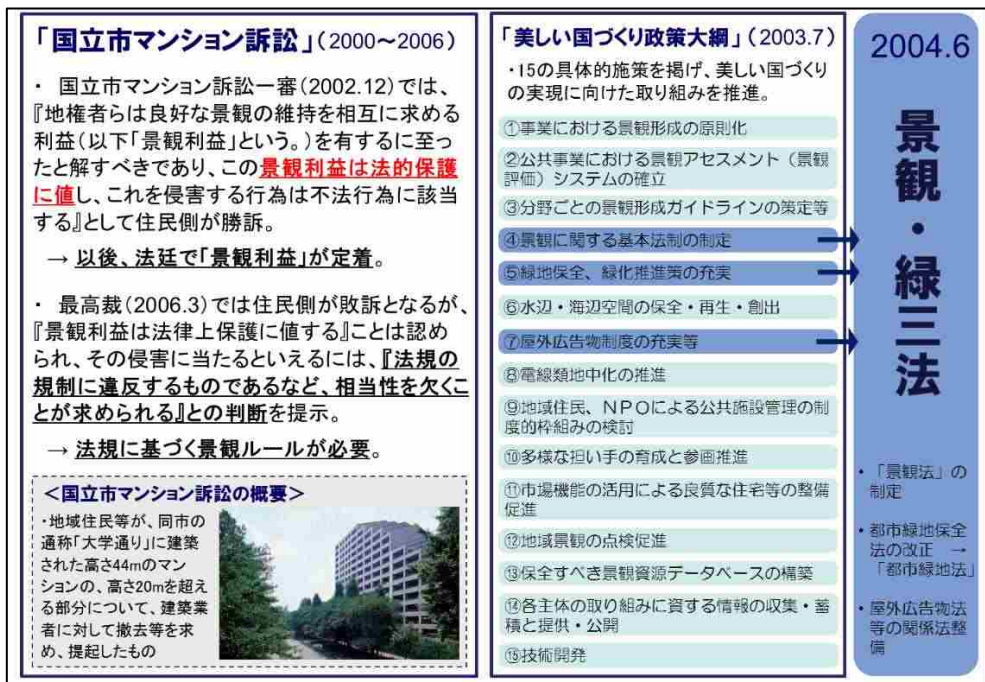 「国立市マンション訴訟」(2000～2006)
・ 国立市マンション訴訟一審(2002.12)では、
『地権者らは良好な景観の維持を相互に求める
利益(以下「景観利益」という。)を有するに至っ
たと解すべきであり、この景観利益は法的保護
に値し、これを侵害する行為は不法行為に該当
する』として住民側が勝訴。
→ 以後、法廷で「景観利益」が定着。
・ 最高裁(2006.3)では住民側が敗訴となるが、
『景観利益は法律上保護に値する』ことは認め
られ、その侵害に当たるといえるには、『法規の
規制に違反するものであるなど、相当性を欠くこ
とが求められる』との判断を提示。
→ 法規に基づく景観ルールが必要。
＜国立市マンション訴訟の概要＞
・地域住民等が、同市の
通称「大学通り」に建築
された高さ44mのマン
ションの、高さ20mを超え
る部分について、建築業
者に対して撤去等を求
め、提起したもの
「美しい国づくり政策大綱」(2003.7)
・15の具体的施策を掲げ、美しい国づくり
の実現に向けた取り組みを推進。
①事業における景観形成の原則化
②公共事業における景観アセスメント（景観
評価）システムの確立
③分野ごとの景観形成ガイドラインの策定等
④景観に関する基本法制の制定
⑤緑地保全、緑化推進策の充実
⑥水辺・海辺空間の保全・再生・創出
⑦屋外広告物制度の充実等
⑧電線類地中化の推進
⑨地域住民、ＮＰＯによる公共施設管理の制
度的枠組みの検討
⑩多様な担い手の育成と参画推進
⑪市場機能の活用による良質な住宅等の整備
促進
⑫地域景観の点検促進
⑬保全すべき景観資源データベースの構築
⑭各主体の取り組みに資する情報の収集・蓄
積と提供・公開
⑮技術開発
2004.6
景観・緑三法
・「景観法」の
制定
・都市緑地保全
法の改正 →
「都市緑地法」
・屋外広告物法
等の関係法整
備